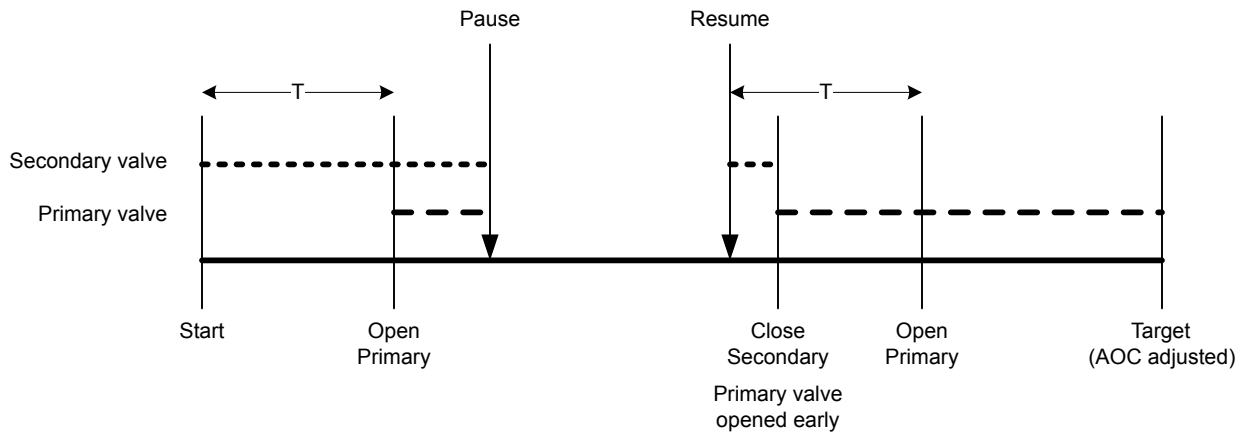 Pause
Resume
T
T
Secondary valve
Primary valve
Start
Open
Primary
Close
Secondary
Primary valve
opened early
Open
Primary
Target
(AOC adjusted)